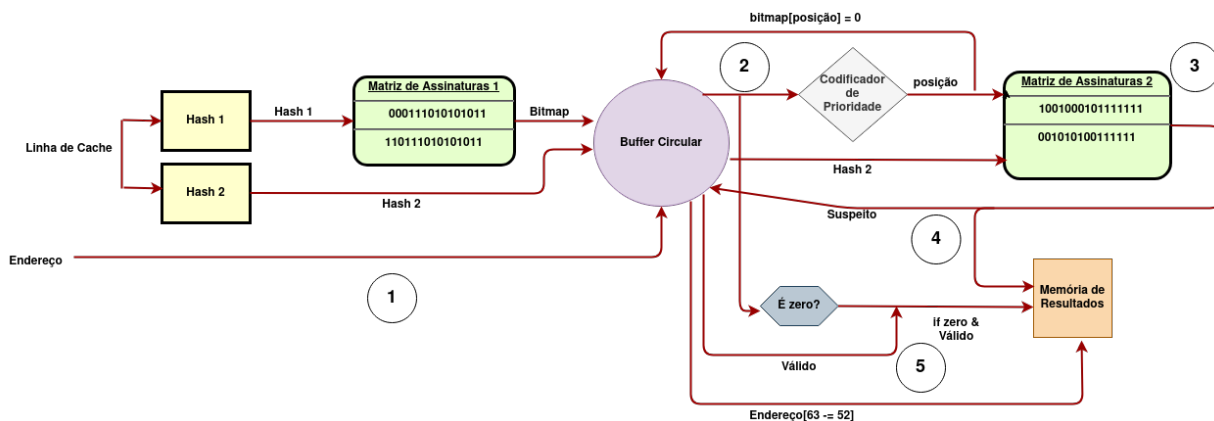 bitmap[posição] = 0
2
3
Codificador
de
Prioridade
posição
Matriz de Assinaturas 1
000111010101011
110111010101011
Matriz de Assinaturas 2
1001000101111111
001010100111111
Hash 1
Hash 1
Bitmap
Linha de Cache
Buffer Circular
Hash 2
Hash 2
Hash 2
Suspeito
4
Endereço
1
É zero?
Memória de
Resultados
if zero &
Válido
Válido
5
Endereço[63 -= 52]